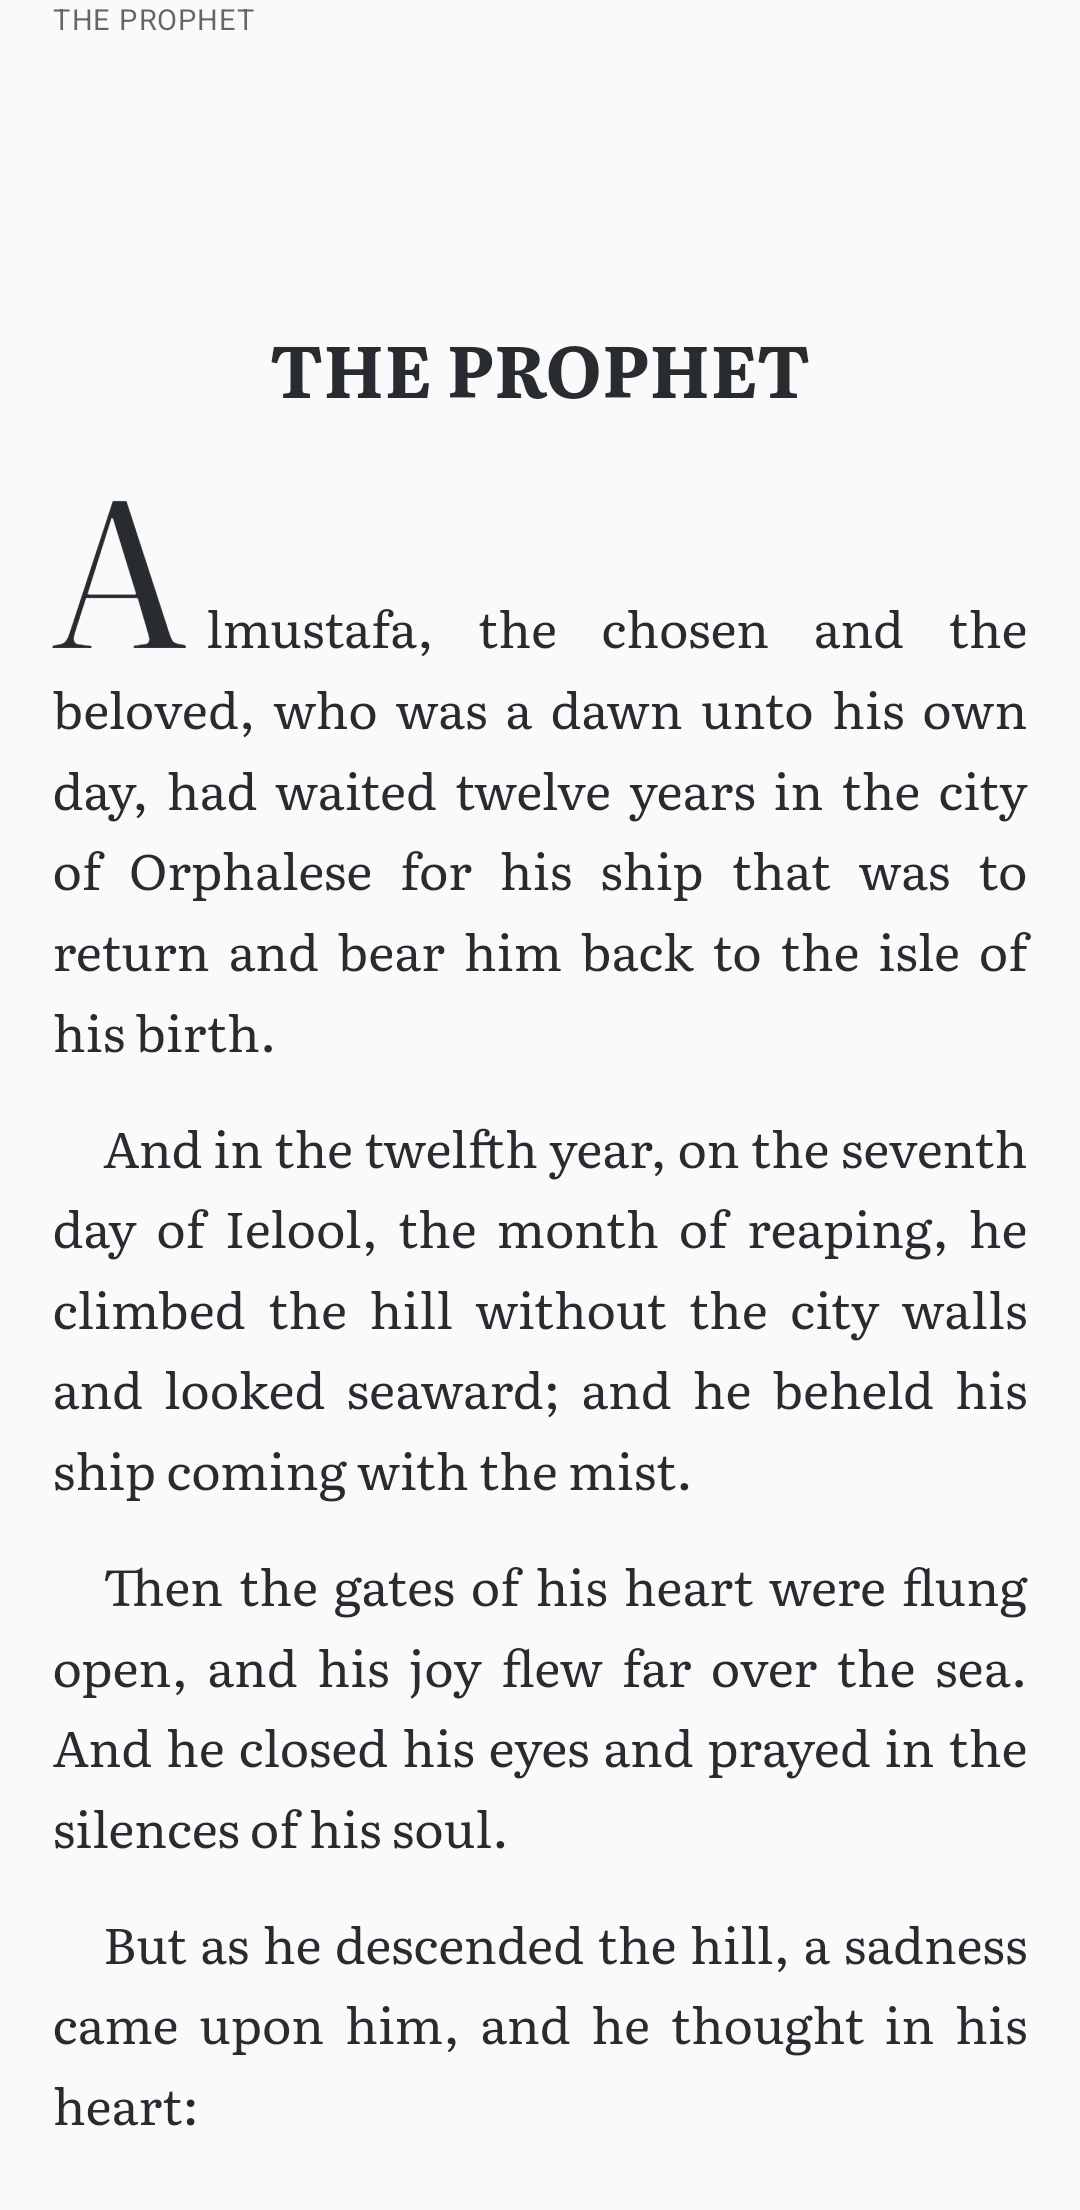 THE PROPHET
THE PROPHET
Almustafa, the chosen and the
beloved, who was a dawn unto his own
day, had waited twelve years in the city
of Orphalese for his ship that was to
return and bear him back to the isle of
his birth.
And in the twelfth year, on the seventh
day of Ielool, the month of reaping, he
climbed the hill without the city walls
and looked seaward; and he beheld his
ship coming with the mist.
Then the gates of his heart were flung
open, and his joy flew far over the sea.
And he closed his eyes and prayed in the
silences of his soul.
But as he descended the hill, a sadness
came upon him, and he thought in his
heart: